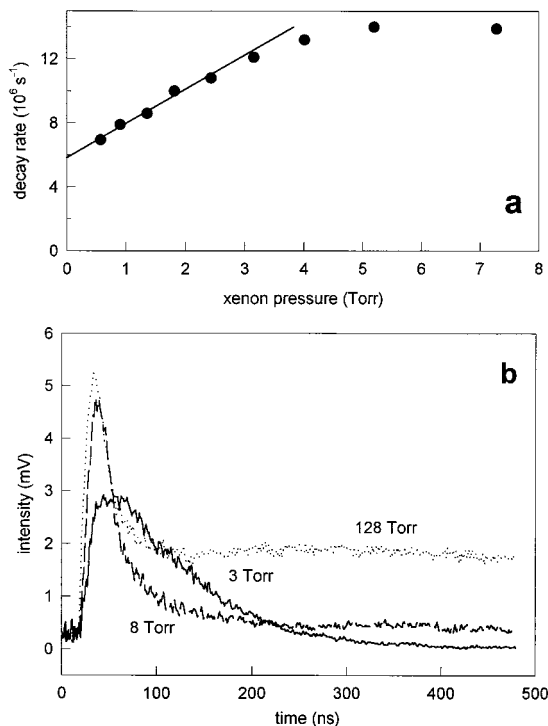 12
8
4
0
decay rate (10⁶ s⁻¹)
a
0 1 2 3 4 5 6 7 8
xenon pressure (Torr)
6
5
4
3
2
1
0
intensity (mV)
b
128 Torr
3 Torr
8 Torr
0 100 200 300 400 500
time (ns)